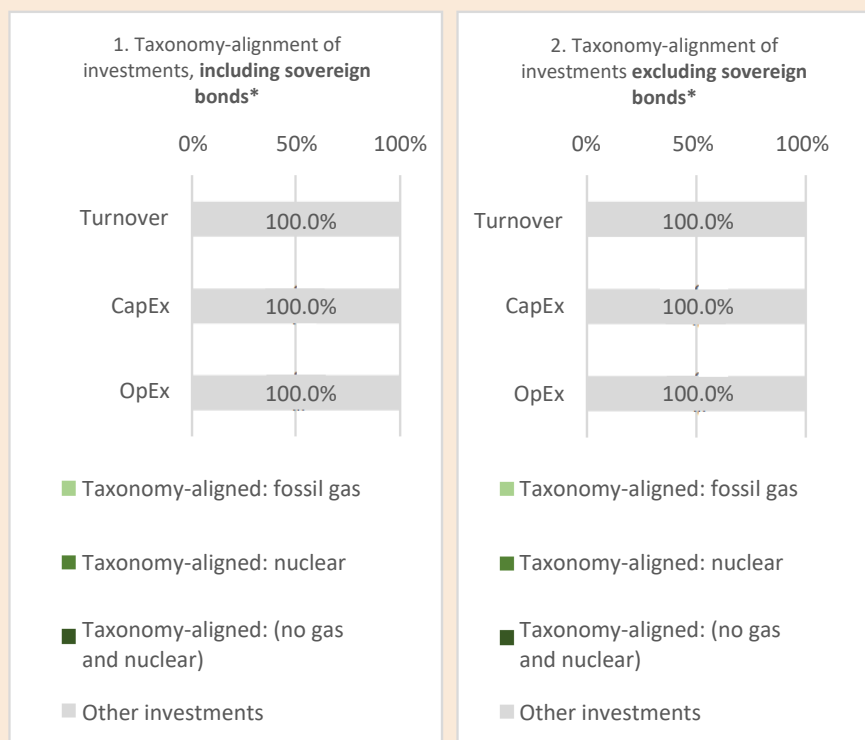 1. Taxonomy-alignment of
investments, including sovereign
bonds*
0% 50% 100%
Turnover 100.0%
CapEx 100.0%
OpEx 100.0%
Taxonomy-aligned: fossil gas
Taxonomy-aligned: nuclear
Taxonomy-aligned: (no gas
and nuclear)
Other investments
2. Taxonomy-alignment of
investments excluding sovereign
bonds*
0% 50% 100%
Turnover 100.0%
CapEx 100.0%
OpEx 100.0%
Taxonomy-aligned: fossil gas
Taxonomy-aligned: nuclear
Taxonomy-aligned: (no gas
and nuclear)
Other investments